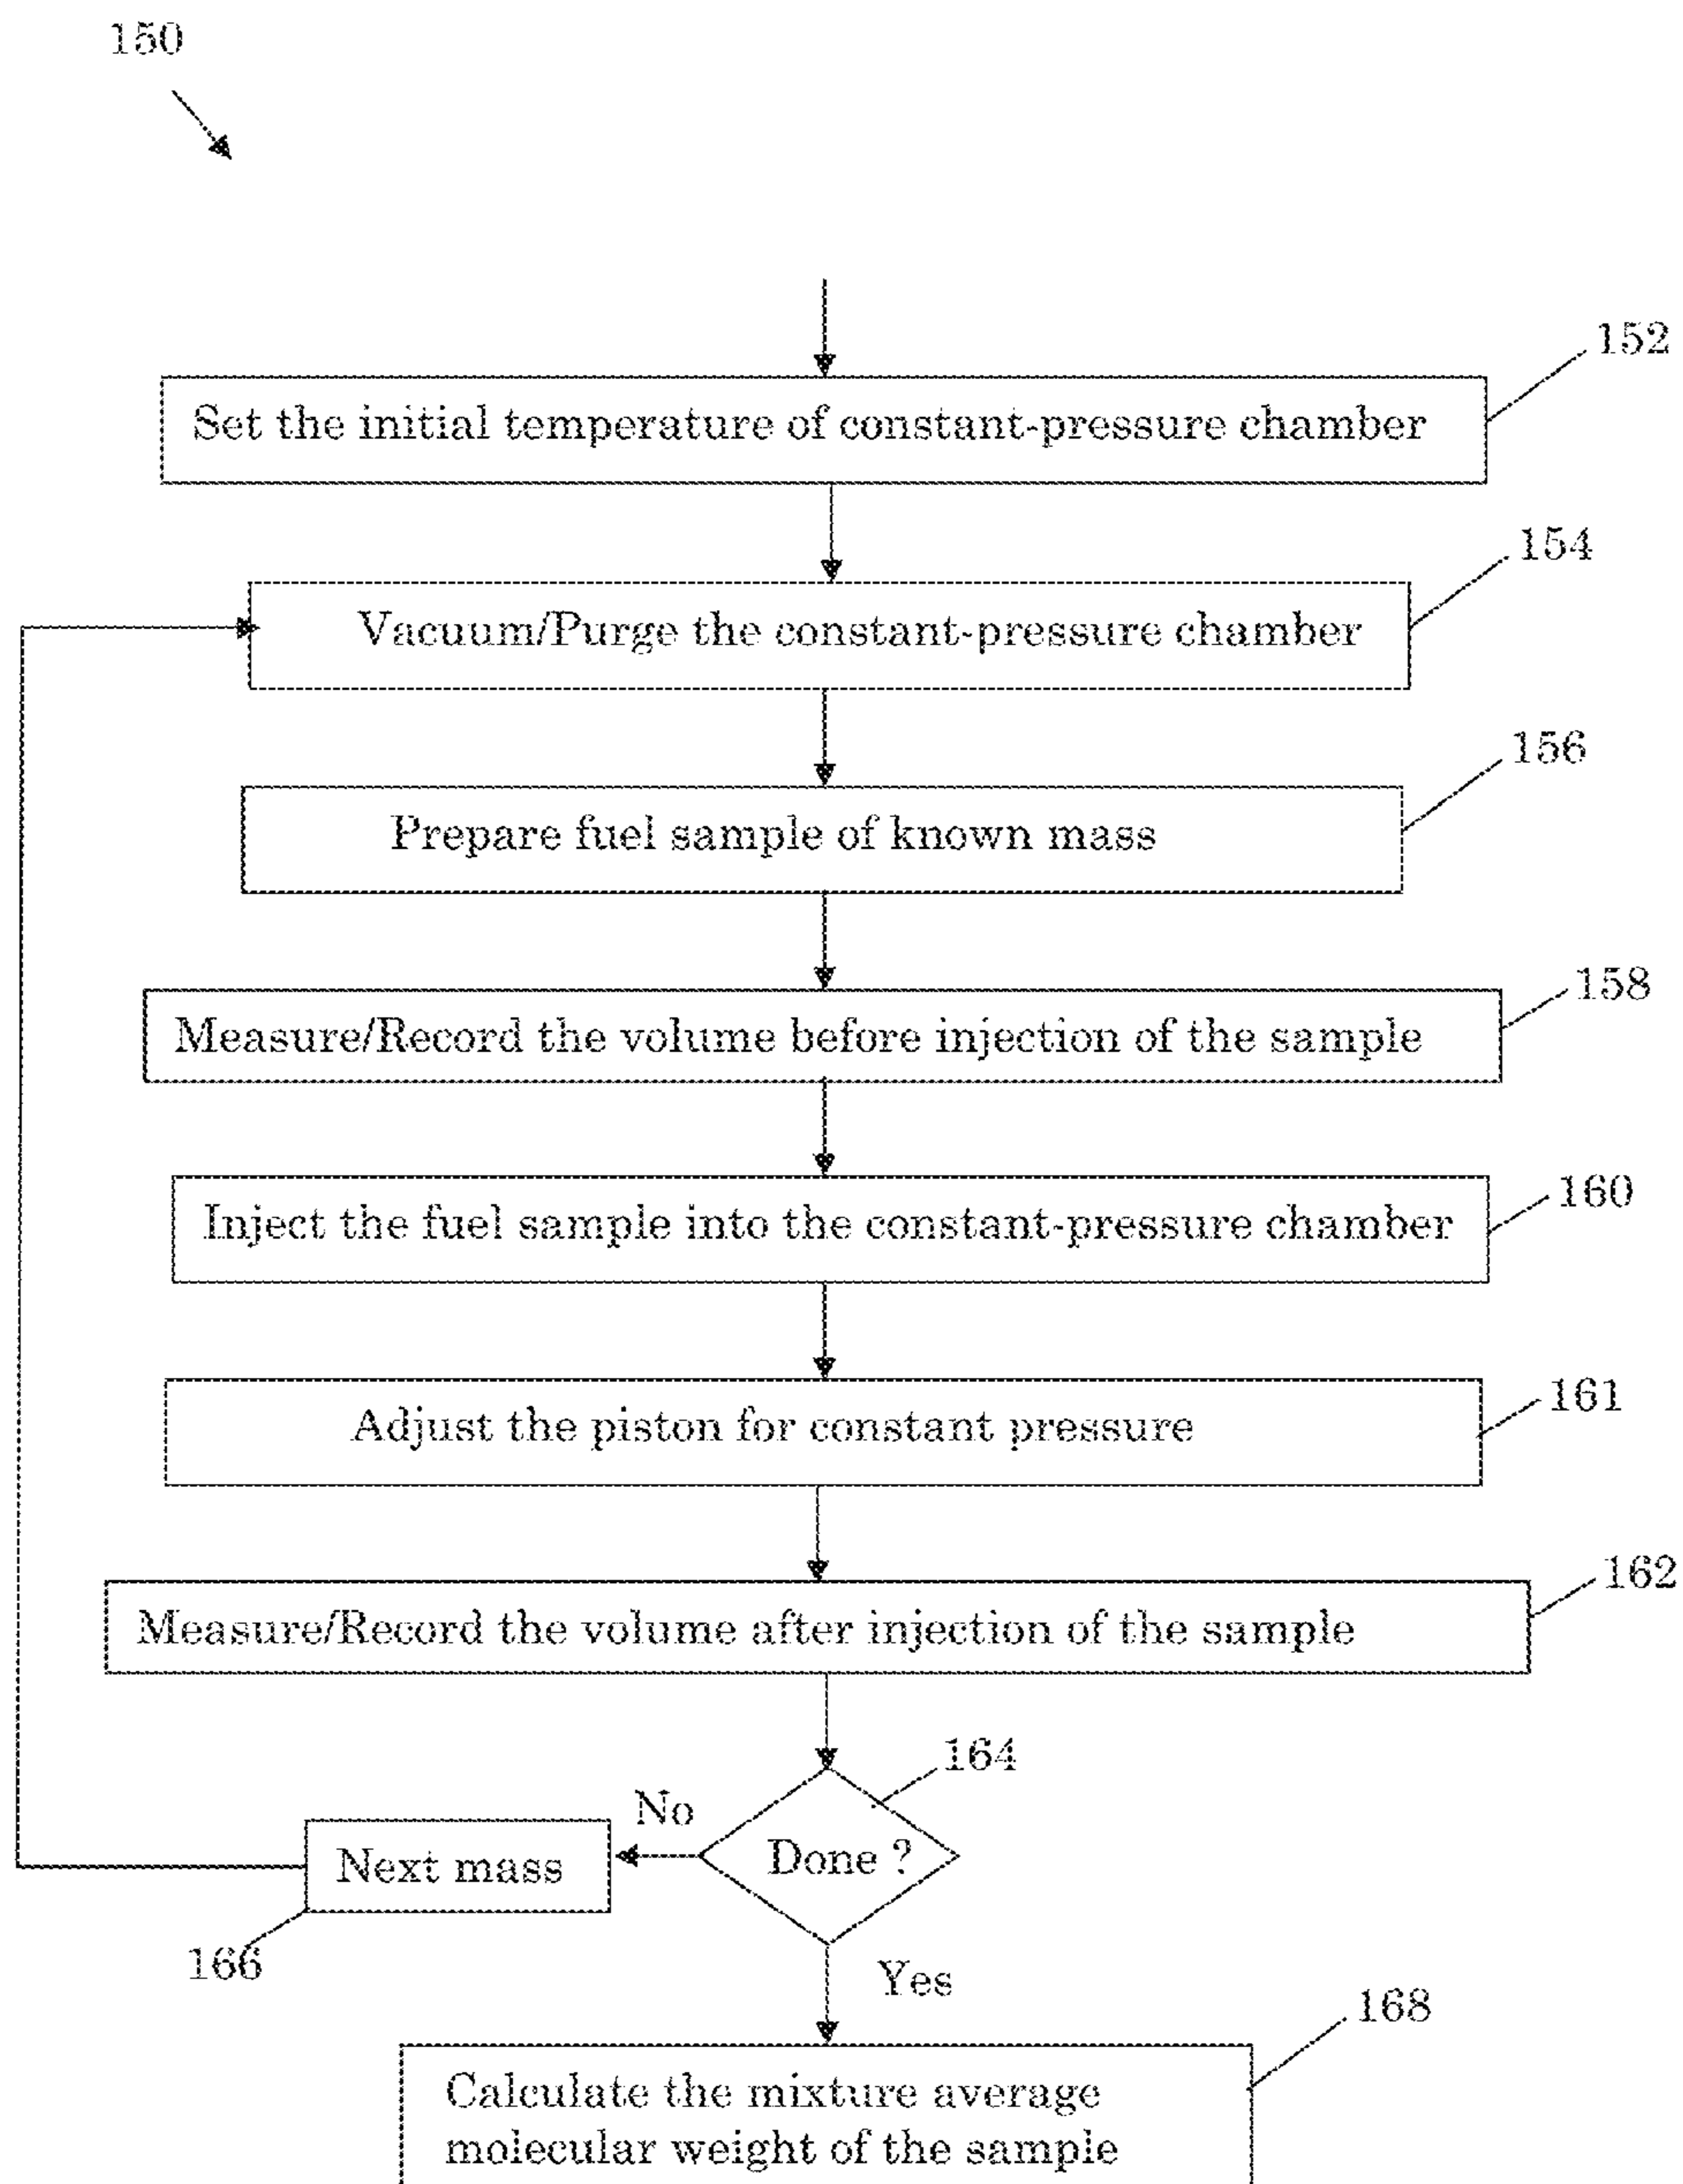 150
152
Set the initial temperature of constant-pressure chamber
154
Vacuum/Purge the constant-pressure chamber
156
Prepare fuel sample of known mass
158
Measure/Record the volume before injection of the sample
160
Inject the fuel sample into the constant-pressure chamber
161
Adjust the piston for constant pressure
162
Measure/Record the volume after injection of the sample
164
No
Done ?
Next mass
166
Yes
168
Calculate the mixture average
molecular weight of the sample